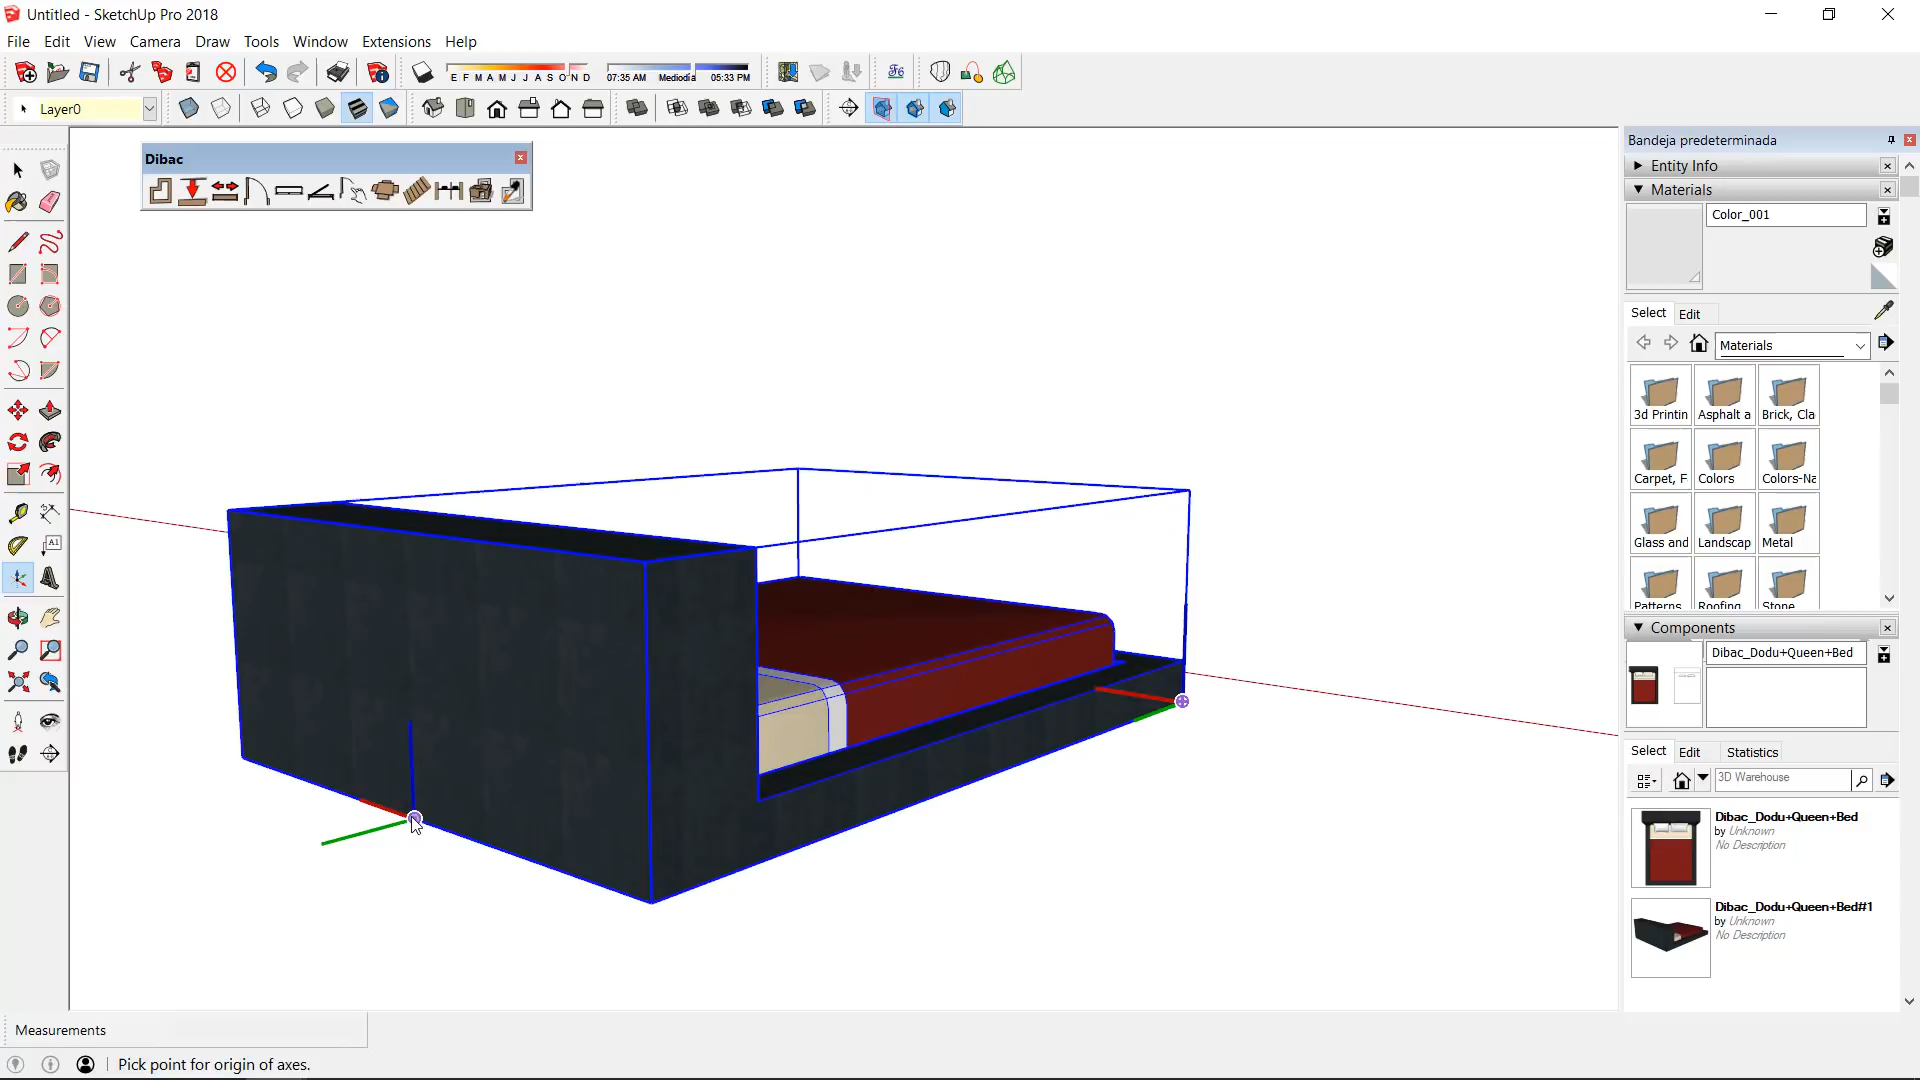 Untitled - SketchUp Pro 2018
File Edit View Camera Draw Tools Window Extensions Help
E F M A M J J A S O N D
07:35 AM Mediodía 05:33 PM
Layer0
Dibac
Bandeja predeterminada
Entity Info
Materials
Color_001
Select Edit
Materials
3d Printin Asphalt a Brick, Cla
Carpet, F Colors Colors-Na
Glass and Landscap Metal
Patterns Roofing Stone
Components
Dibac_Dodu+Queen+Bed
Select Edit Statistics
3D Warehouse
Dibac_Dodu+Queen+Bed
by Unknown
No Description
Dibac_Dodu+Queen+Bed#1
by Unknown
No Description
Measurements
Pick point for origin of axes.